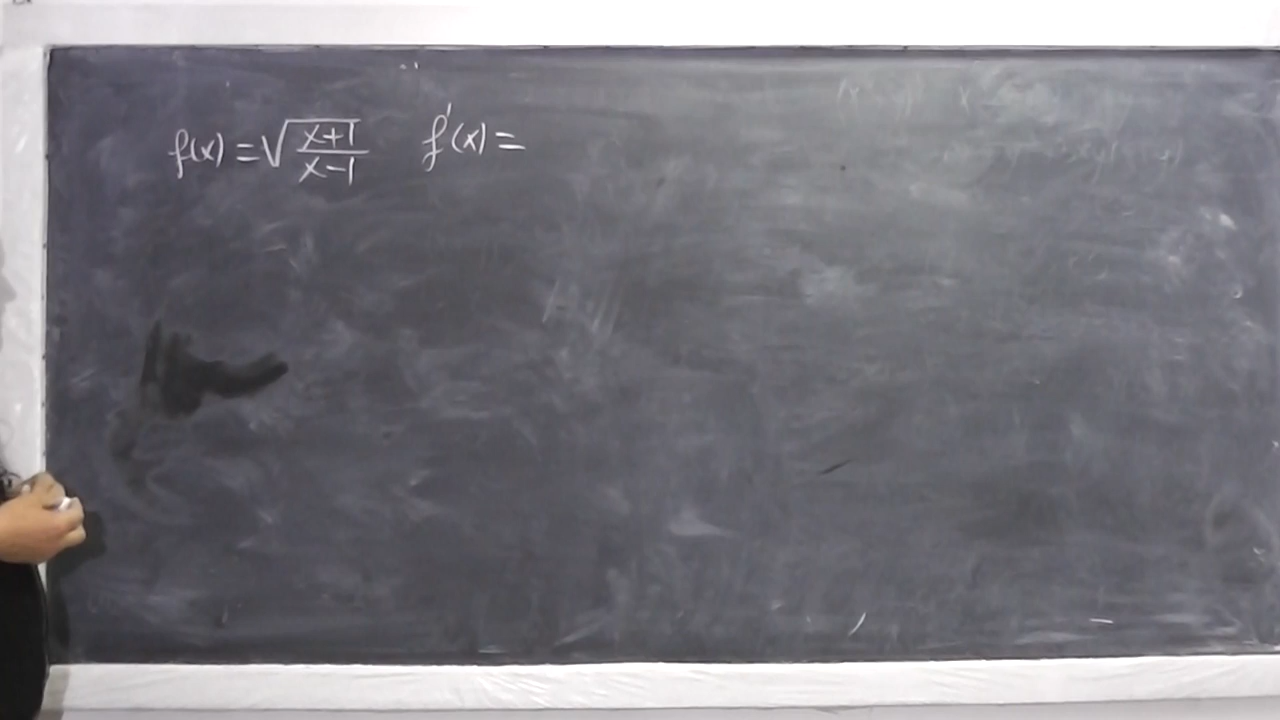 f(x) = √((x+1)/(x-1)) f'(x) =